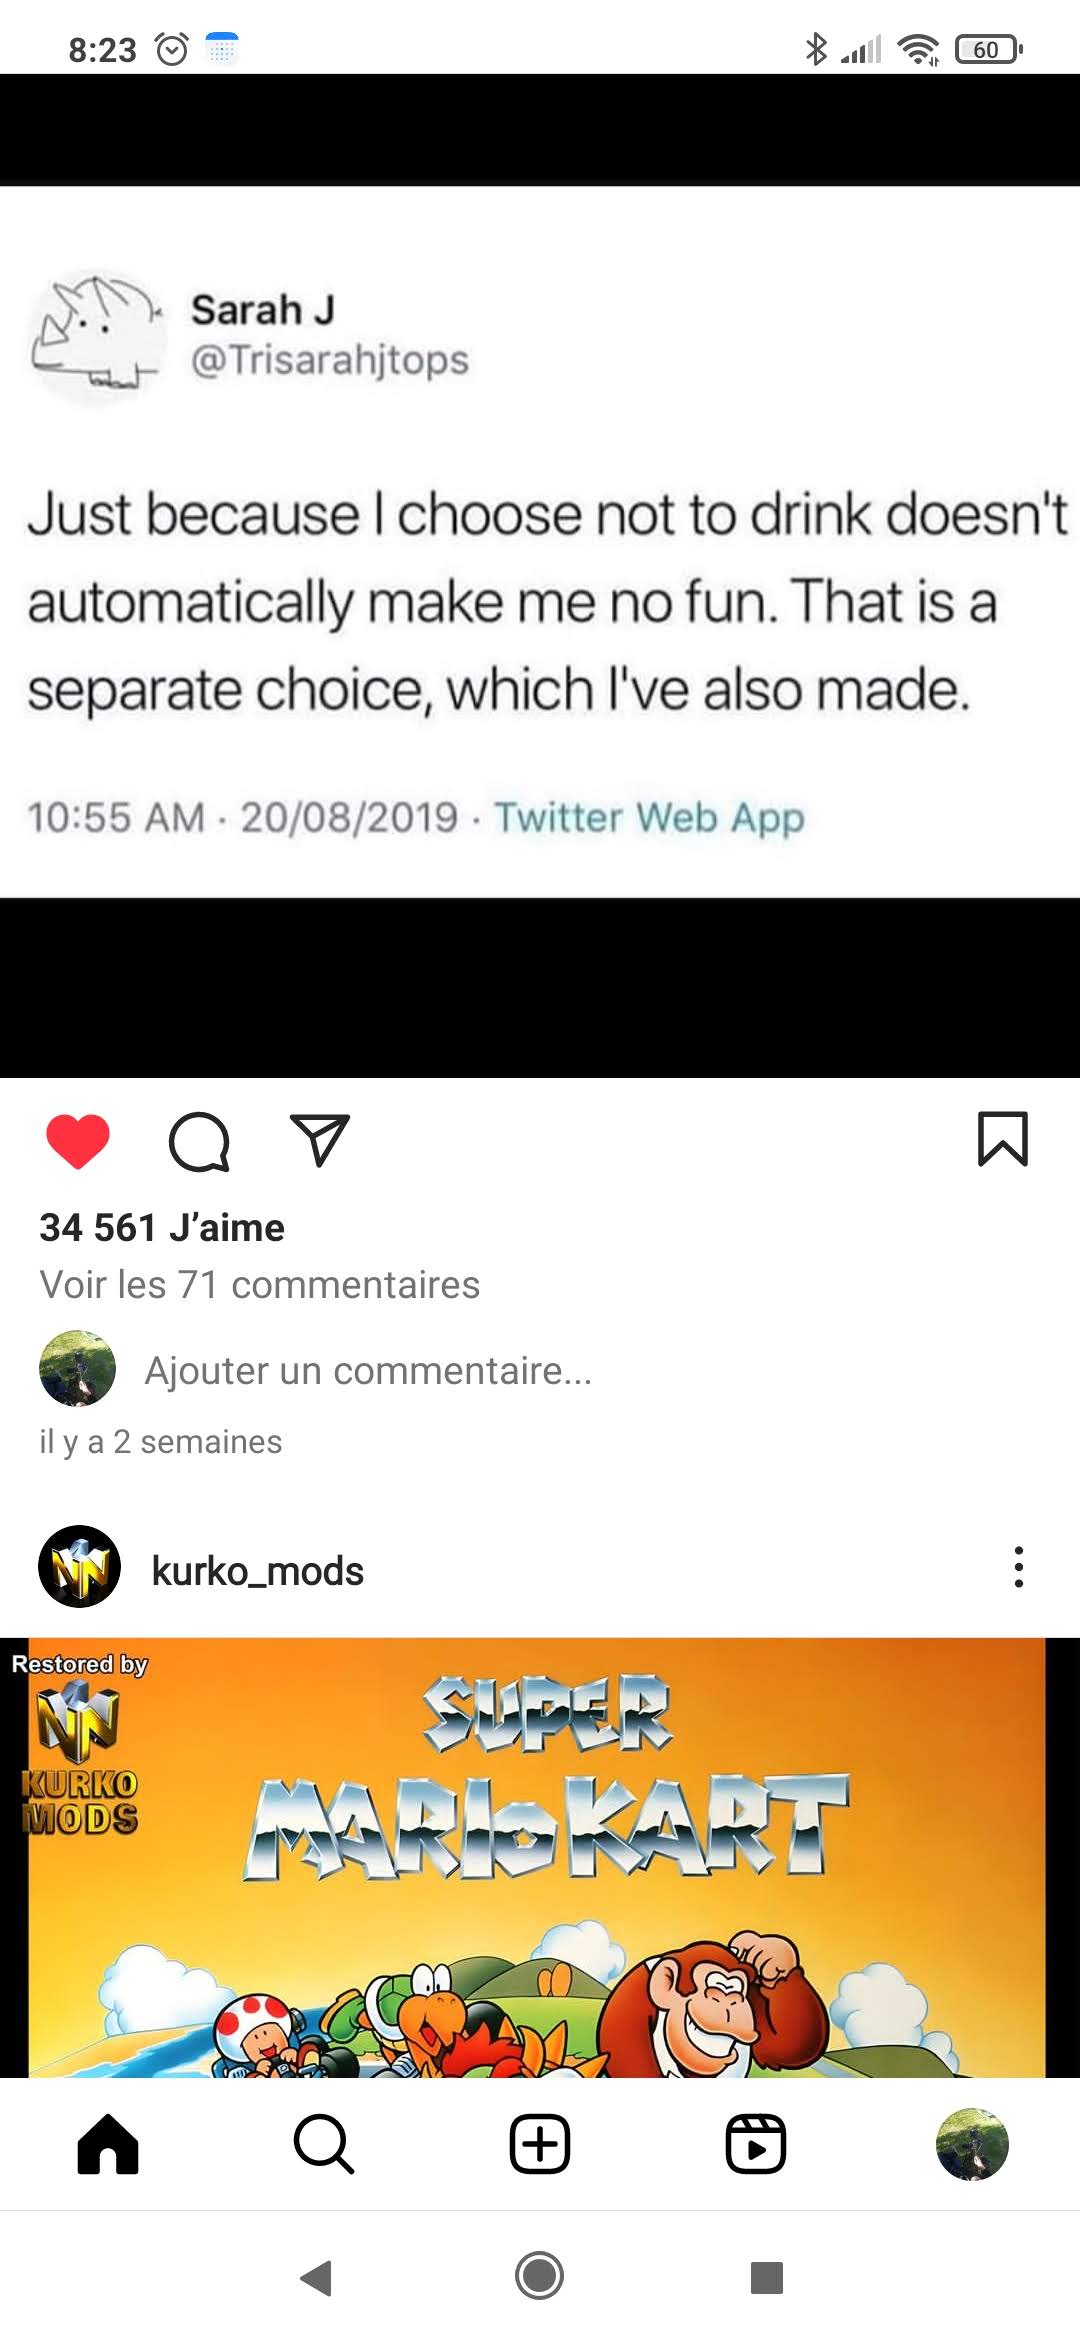 8:23
60
Sarah J
@Trisarahjtops
Just because I choose not to drink doesn't
automatically make me no fun. That is a
separate choice, which I've also made.
10:55 AM · 20/08/2019 · Twitter Web App
34 561 J’aime
Voir les 71 commentaires
Ajouter un commentaire...
il y a 2 semaines
kurko_mods
Restored by
KURKO
MODS
SUPER
MARIO KART